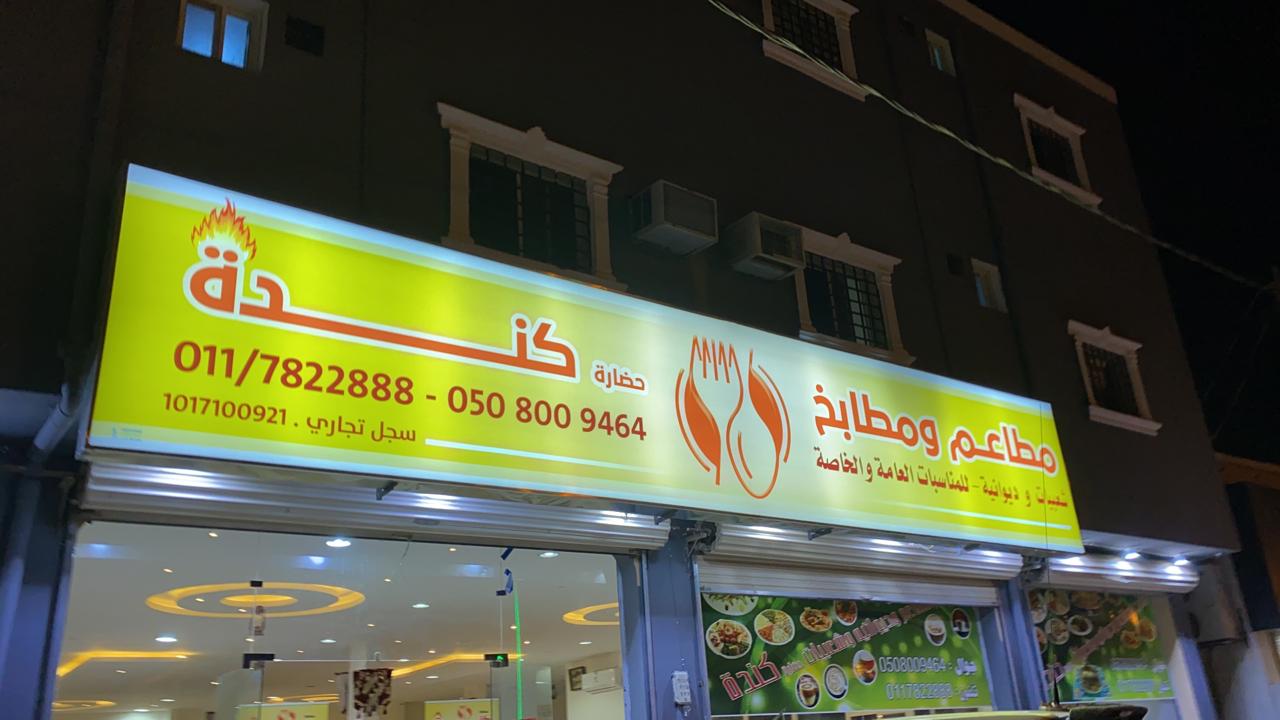 مطاعم ومطابخ
شعبيات و ديوانية - للمناسبات العامة والخاصة
حضارة كندة
011/7822888 - 050 800 9464
سجل تجاري . 1017100921
كندة
جوال : 0508009464
0117822888